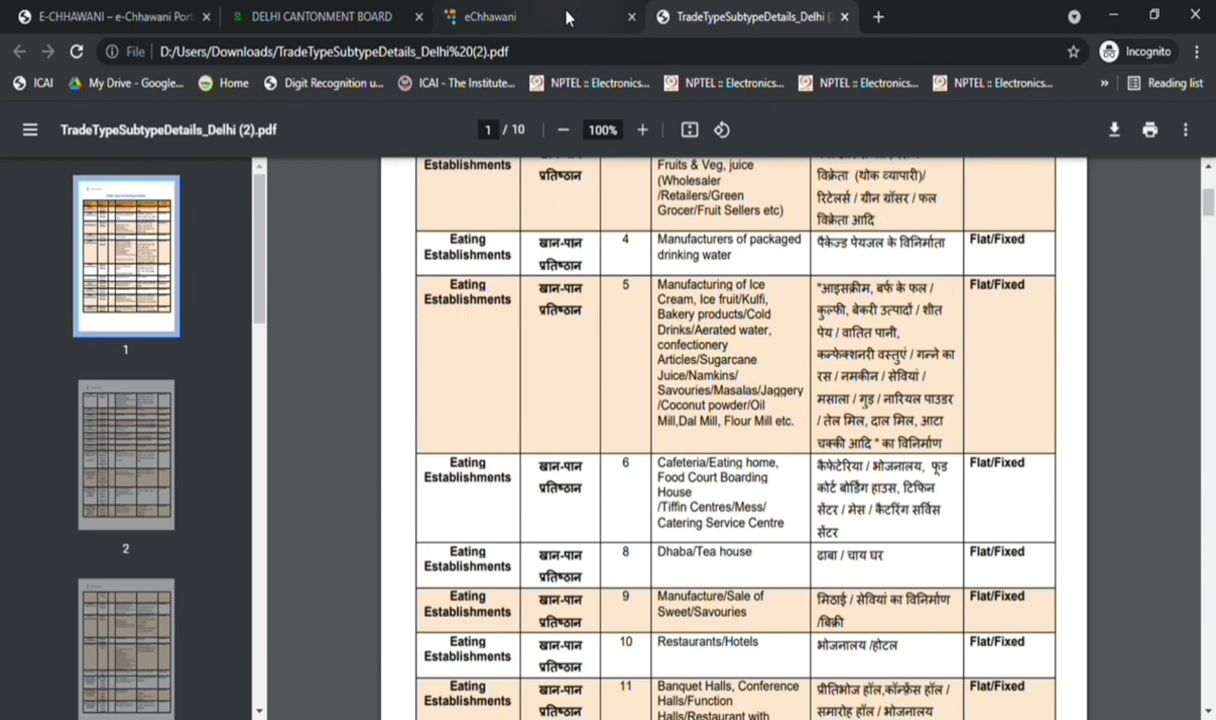 E-CHHAWANI – e-Chhawani Port
DELHI CANTONMENT BOARD
eChhawani
TradeTypeSubtypeDetails_Delhi (
File
D:/Users/Downloads/TradeTypeSubtypeDetails_Delhi%20(2).pdf
Incognito
ICAI
My Drive - Google...
Home
Digit Recognition u...
ICAI - The Institute...
NPTEL :: Electronics...
NPTEL :: Electronics...
NPTEL :: Electronics...
NPTEL :: Electronics...
»
Reading list
TradeTypeSubtypeDetails_Delhi (2).pdf
1 / 10
100%
1
2
Establishments
प्रतिष्ठान
Fruits & Veg, juice
(Wholesaler
/Retailers/Green
Grocer/Fruit Sellers etc)
विक्रेता (थोक व्यापारी)/
रिटेलर्स / ग्रीन ग्रॉसर / फल
विक्रेता आदि
Eating
Establishments
खान-पान
प्रतिष्ठान
4
Manufacturers of packaged
drinking water
पैकेज्ड पेयजल के विनिर्माता
Flat/Fixed
Eating
Establishments
खान-पान
प्रतिष्ठान
5
Manufacturing of Ice
Cream, Ice fruit/Kulfi,
Bakery products/Cold
Drinks/Aerated water,
confectionery
Articles/Sugarcane
Juice/Namkins/
Savouries/Masalas/Jaggery
/Coconut powder/Oil
Mill,Dal Mill, Flour Mill etc.
"आइसक्रीम, बर्फ के फल /
कुल्फी, बेकरी उत्पादों / शीत
पेय / वातित पानी,
कन्फेक्शनरी वस्तुएं / गन्ने का
रस / नमकीन / सेवियां /
मसाला / गुड़ / नारियल पाउडर
/ तेल मिल, दाल मिल, आटा
चक्की आदि " का विनिर्माण
Flat/Fixed
Eating
Establishments
खान-पान
प्रतिष्ठान
6
Cafeteria/Eating home,
Food Court Boarding
House
/Tiffin Centres/Mess/
Catering Service Centre
कैफेटेरिया / भोजनालय, फूड
कोर्ट बोर्डिंग हाउस, टिफिन
सेंटर / मेस / कैटरिंग सर्विस
सेंटर
Flat/Fixed
Eating
Establishments
खान-पान
प्रतिष्ठान
8
Dhaba/Tea house
ढाबा / चाय घर
Flat/Fixed
Eating
Establishments
खान-पान
प्रतिष्ठान
9
Manufacture/Sale of
Sweet/Savouries
मिठाई / सेवियां का विनिर्माण
/बिक्री
Flat/Fixed
Eating
Establishments
खान-पान
प्रतिष्ठान
10
Restaurants/Hotels
भोजनालय /होटल
Flat/Fixed
Eating
Establishments
खान-पान
प्रतिष्ठान
11
Banquet Halls, Conference
Halls/Function
Halls/Restaurant with
प्रीतिभोज हॉल,कॉन्फ्रेंस हॉल /
समारोह हॉल / भोजनालय
Flat/Fixed